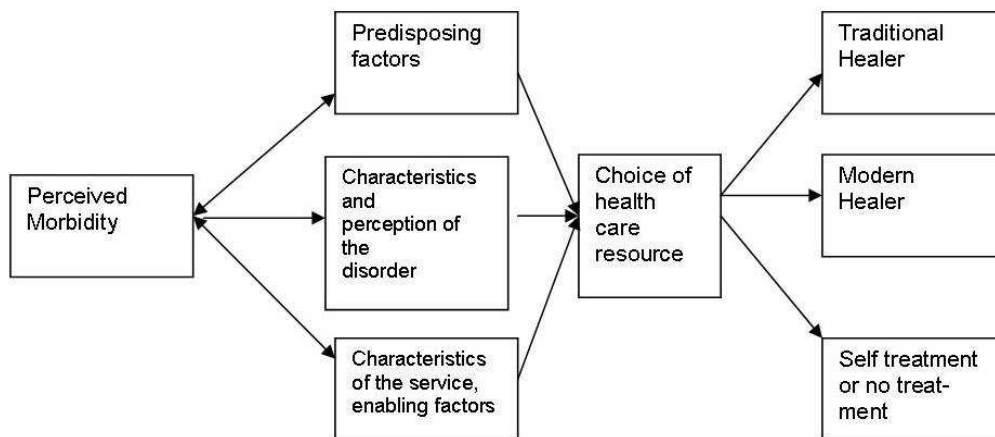 Perceived
Morbidity
Predisposing
factors
Characteristics
and
perception of
the
disorder
Characteristics
of the service,
enabling factors
Choice of
health
care
resource
Traditional
Healer
Modern
Healer
Self treatment
or no treat-
ment